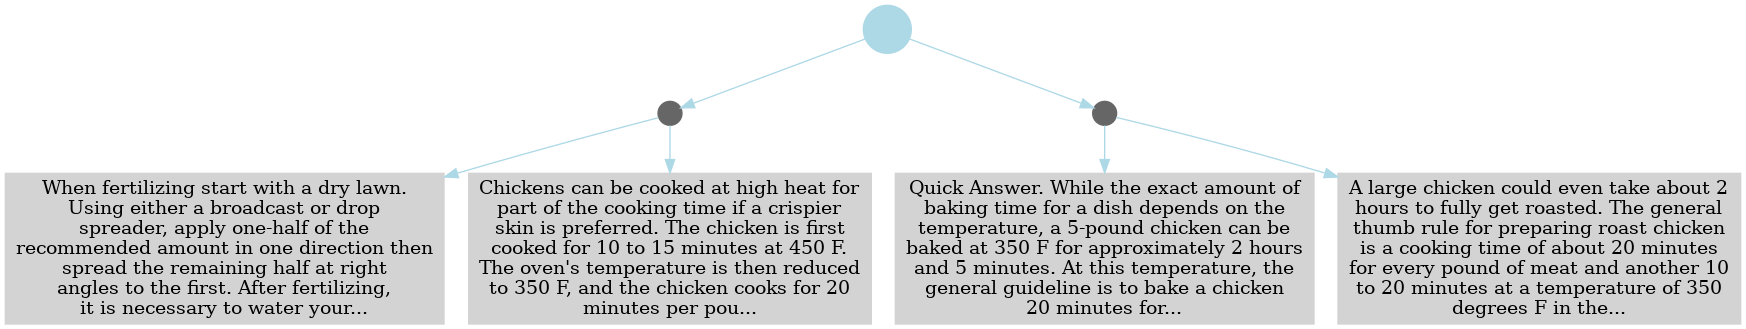 When fertilizing start with a dry lawn.
Using either a broadcast or drop
spreader, apply one-half of the
recommended amount in one direction then
spread the remaining half at right
angles to the first. After fertilizing,
it is necessary to water your...
Chickens can be cooked at high heat for
part of the cooking time if a crispier
skin is preferred. The chicken is first
cooked for 10 to 15 minutes at 450 F.
The oven's temperature is then reduced
to 350 F, and the chicken cooks for 20
minutes per pou...
Quick Answer. While the exact amount of
baking time for a dish depends on the
temperature, a 5-pound chicken can be
baked at 350 F for approximately 2 hours
and 5 minutes. At this temperature, the
general guideline is to bake a chicken
20 minutes for...
A large chicken could even take about 2
hours to fully get roasted. The general
thumb rule for preparing roast chicken
is a cooking time of about 20 minutes
for every pound of meat and another 10
to 20 minutes at a temperature of 350
degrees F in the...